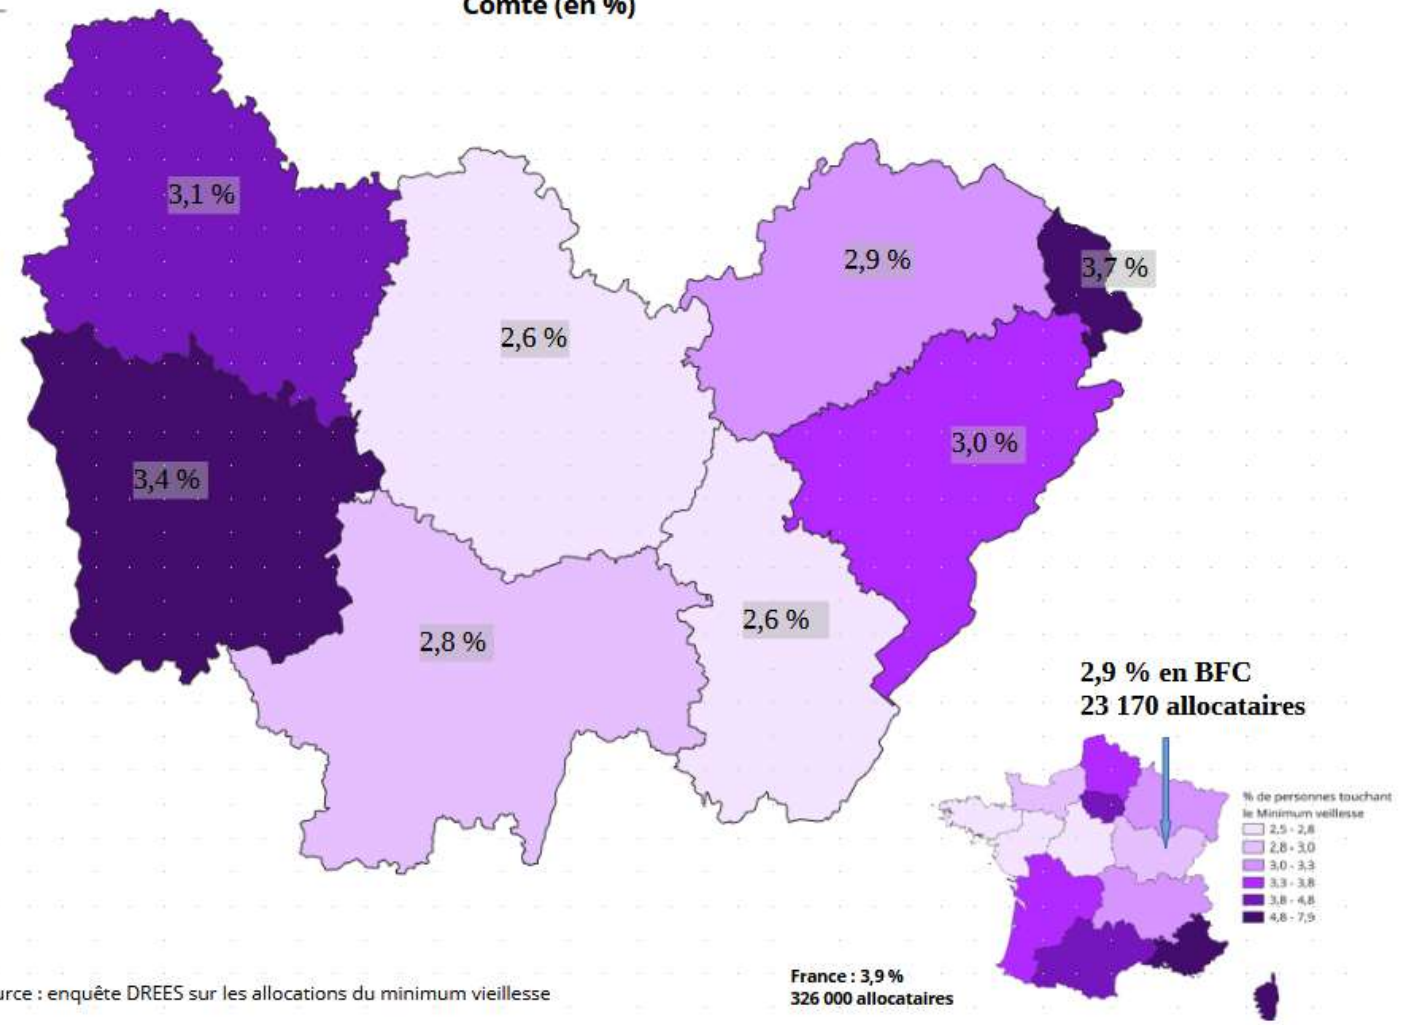 Comté (en %)
3,1 %
2,9 %
3,7 %
2,6 %
3,0 %
3,4 %
2,6 %
2,8 %
2,9 % en BFC
23 170 allocataires
% de personnes touchant
le Minimum veillesse
2,5 - 2,8
2,8 - 3,0
3,0 - 3,3
3,3 - 3,8
3,8 - 4,8
4,8 - 7,9
France : 3,9 %
326 000 allocataires
urce : enquête DREES sur les allocations du minimum vieillesse